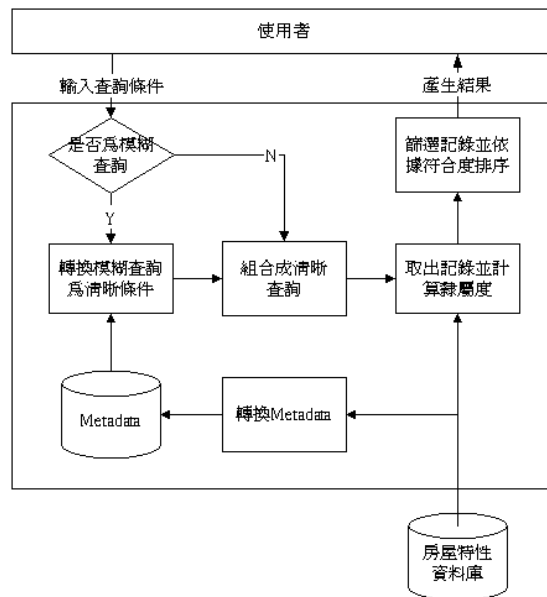 使用者
輸入查詢條件
產生結果
是否為模糊
查詢
N
篩選記錄並依
據符合度排序
Y
轉換模糊查詢
為清晰條件
組合成清晰
查詢
取出記錄並計
算隸屬度
Metadata
轉換Metadata
房屋特性
資料庫